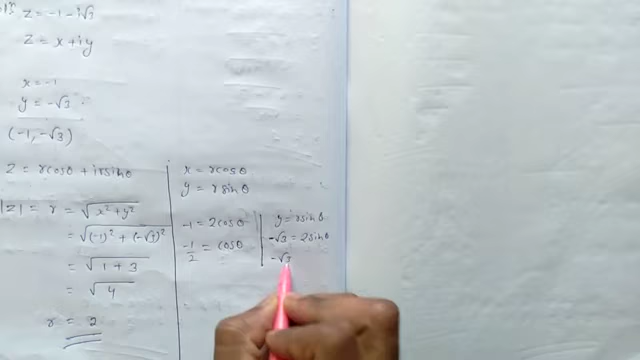 z = -1 - i√3
z = x + iy
x = -1
y = -√3
(-1, -√3)
z = rcosθ + irsinθ
|z| = r = √x²+y²
= √(-1)² + (-√3)²
= √1 + 3
= √4
r = 2
x = rcosθ
y = rsinθ
-1 = 2cosθ
-1/2 = cosθ
y = rsinθ
-√3 = 2sinθ
-√3